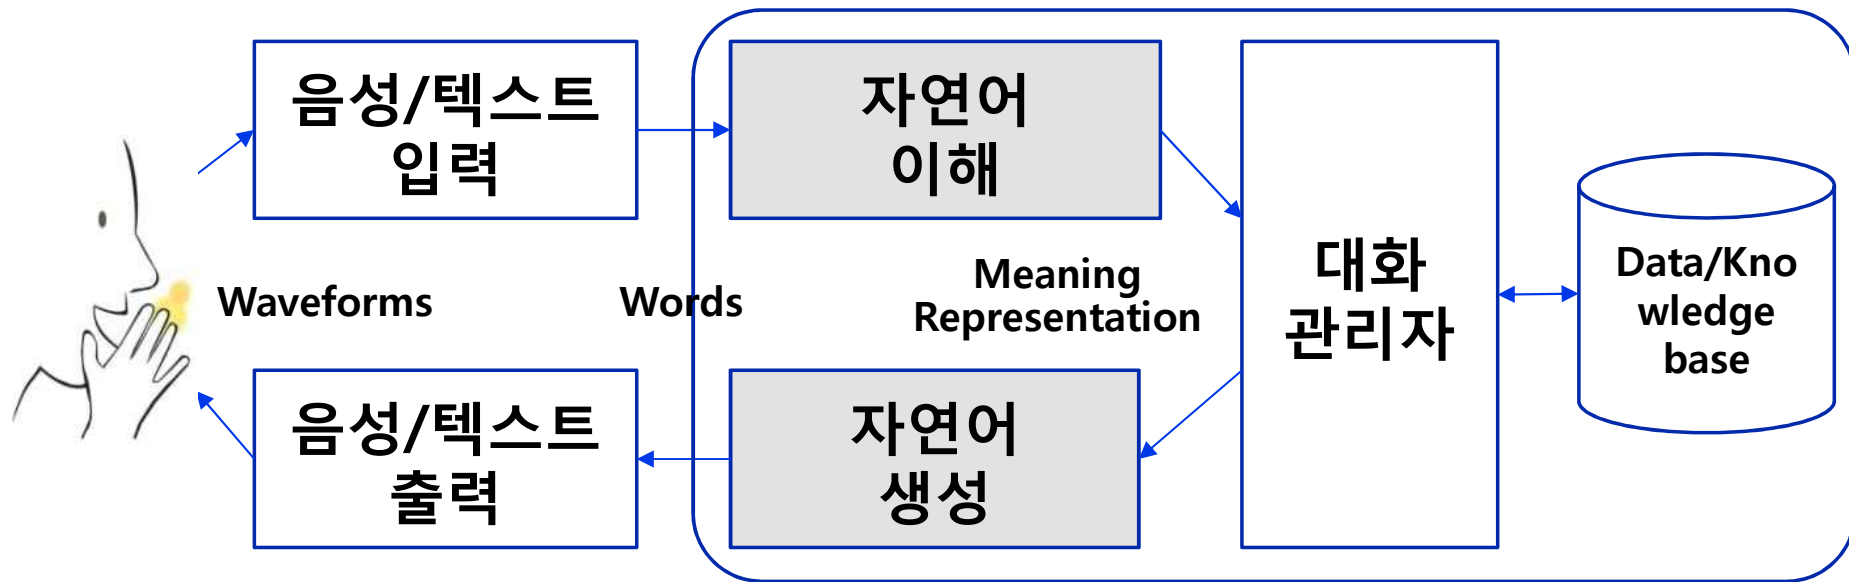 음성/텍스트
입력
자연어
이해
대화
관리자
Data/Kno
wledge
base
Waveforms
Words
Meaning
Representation
음성/텍스트
출력
자연어
생성